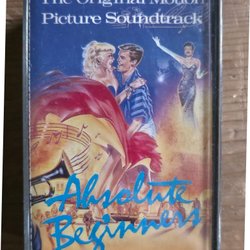 The Original Motion
Picture Soundtrack
Absolute
Beginners